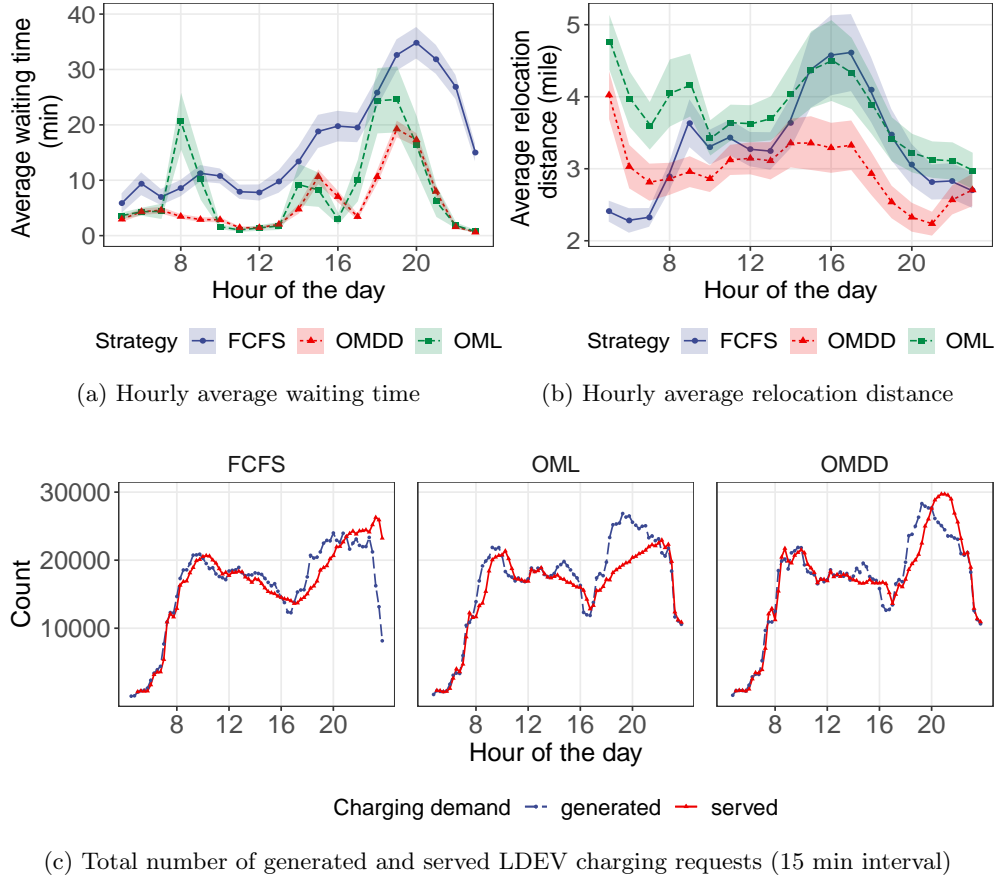 Average waiting time
(min)
40
30
20
10
0
8
12
16
20
Hour of the day
Strategy FCFS OMDD OML
(a) Hourly average waiting time
Average relocation
distance (mile)
5
4
3
2
8
12
16
20
Hour of the day
Strategy FCFS OMDD OML
(b) Hourly average relocation distance
FCFS OML OMDD
Count
30000
20000
10000
8 12 16 20 8 12 16 20 8 12 16 20
Hour of the day
Charging demand generated served
(c) Total number of generated and served LDEV charging requests (15 min interval)